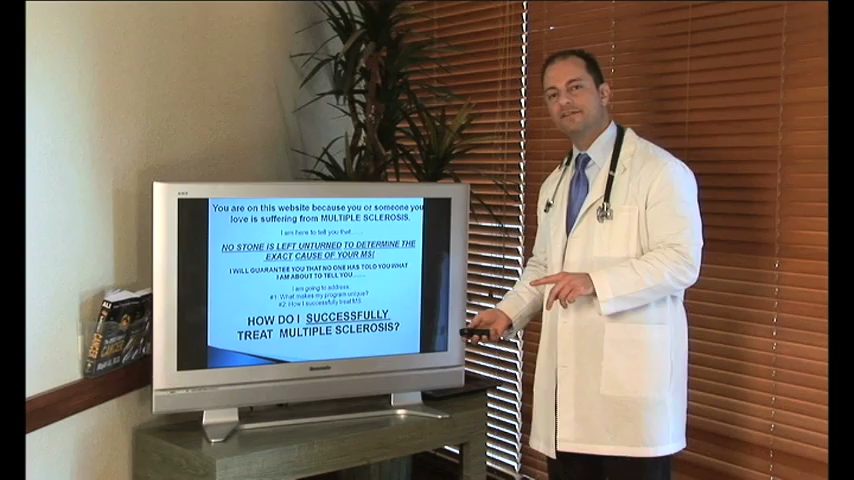 You are on this website because you or someone you
love is suffering from MULTIPLE SCLEROSIS.
I am here to tell you that.......
NO STONE IS LEFT UNTURNED TO DETERMINE THE
EXACT CAUSE OF YOUR MS!
I WILL GUARANTEE YOU THAT NO ONE HAS TOLD YOU WHAT
I AM ABOUT TO TELL YOU........
I am going to address,
#1: What makes my program unique?
#2: How I successfully treat MS.
HOW DO I SUCCESSFULLY
TREAT MULTIPLE SCLEROSIS?
CANCER